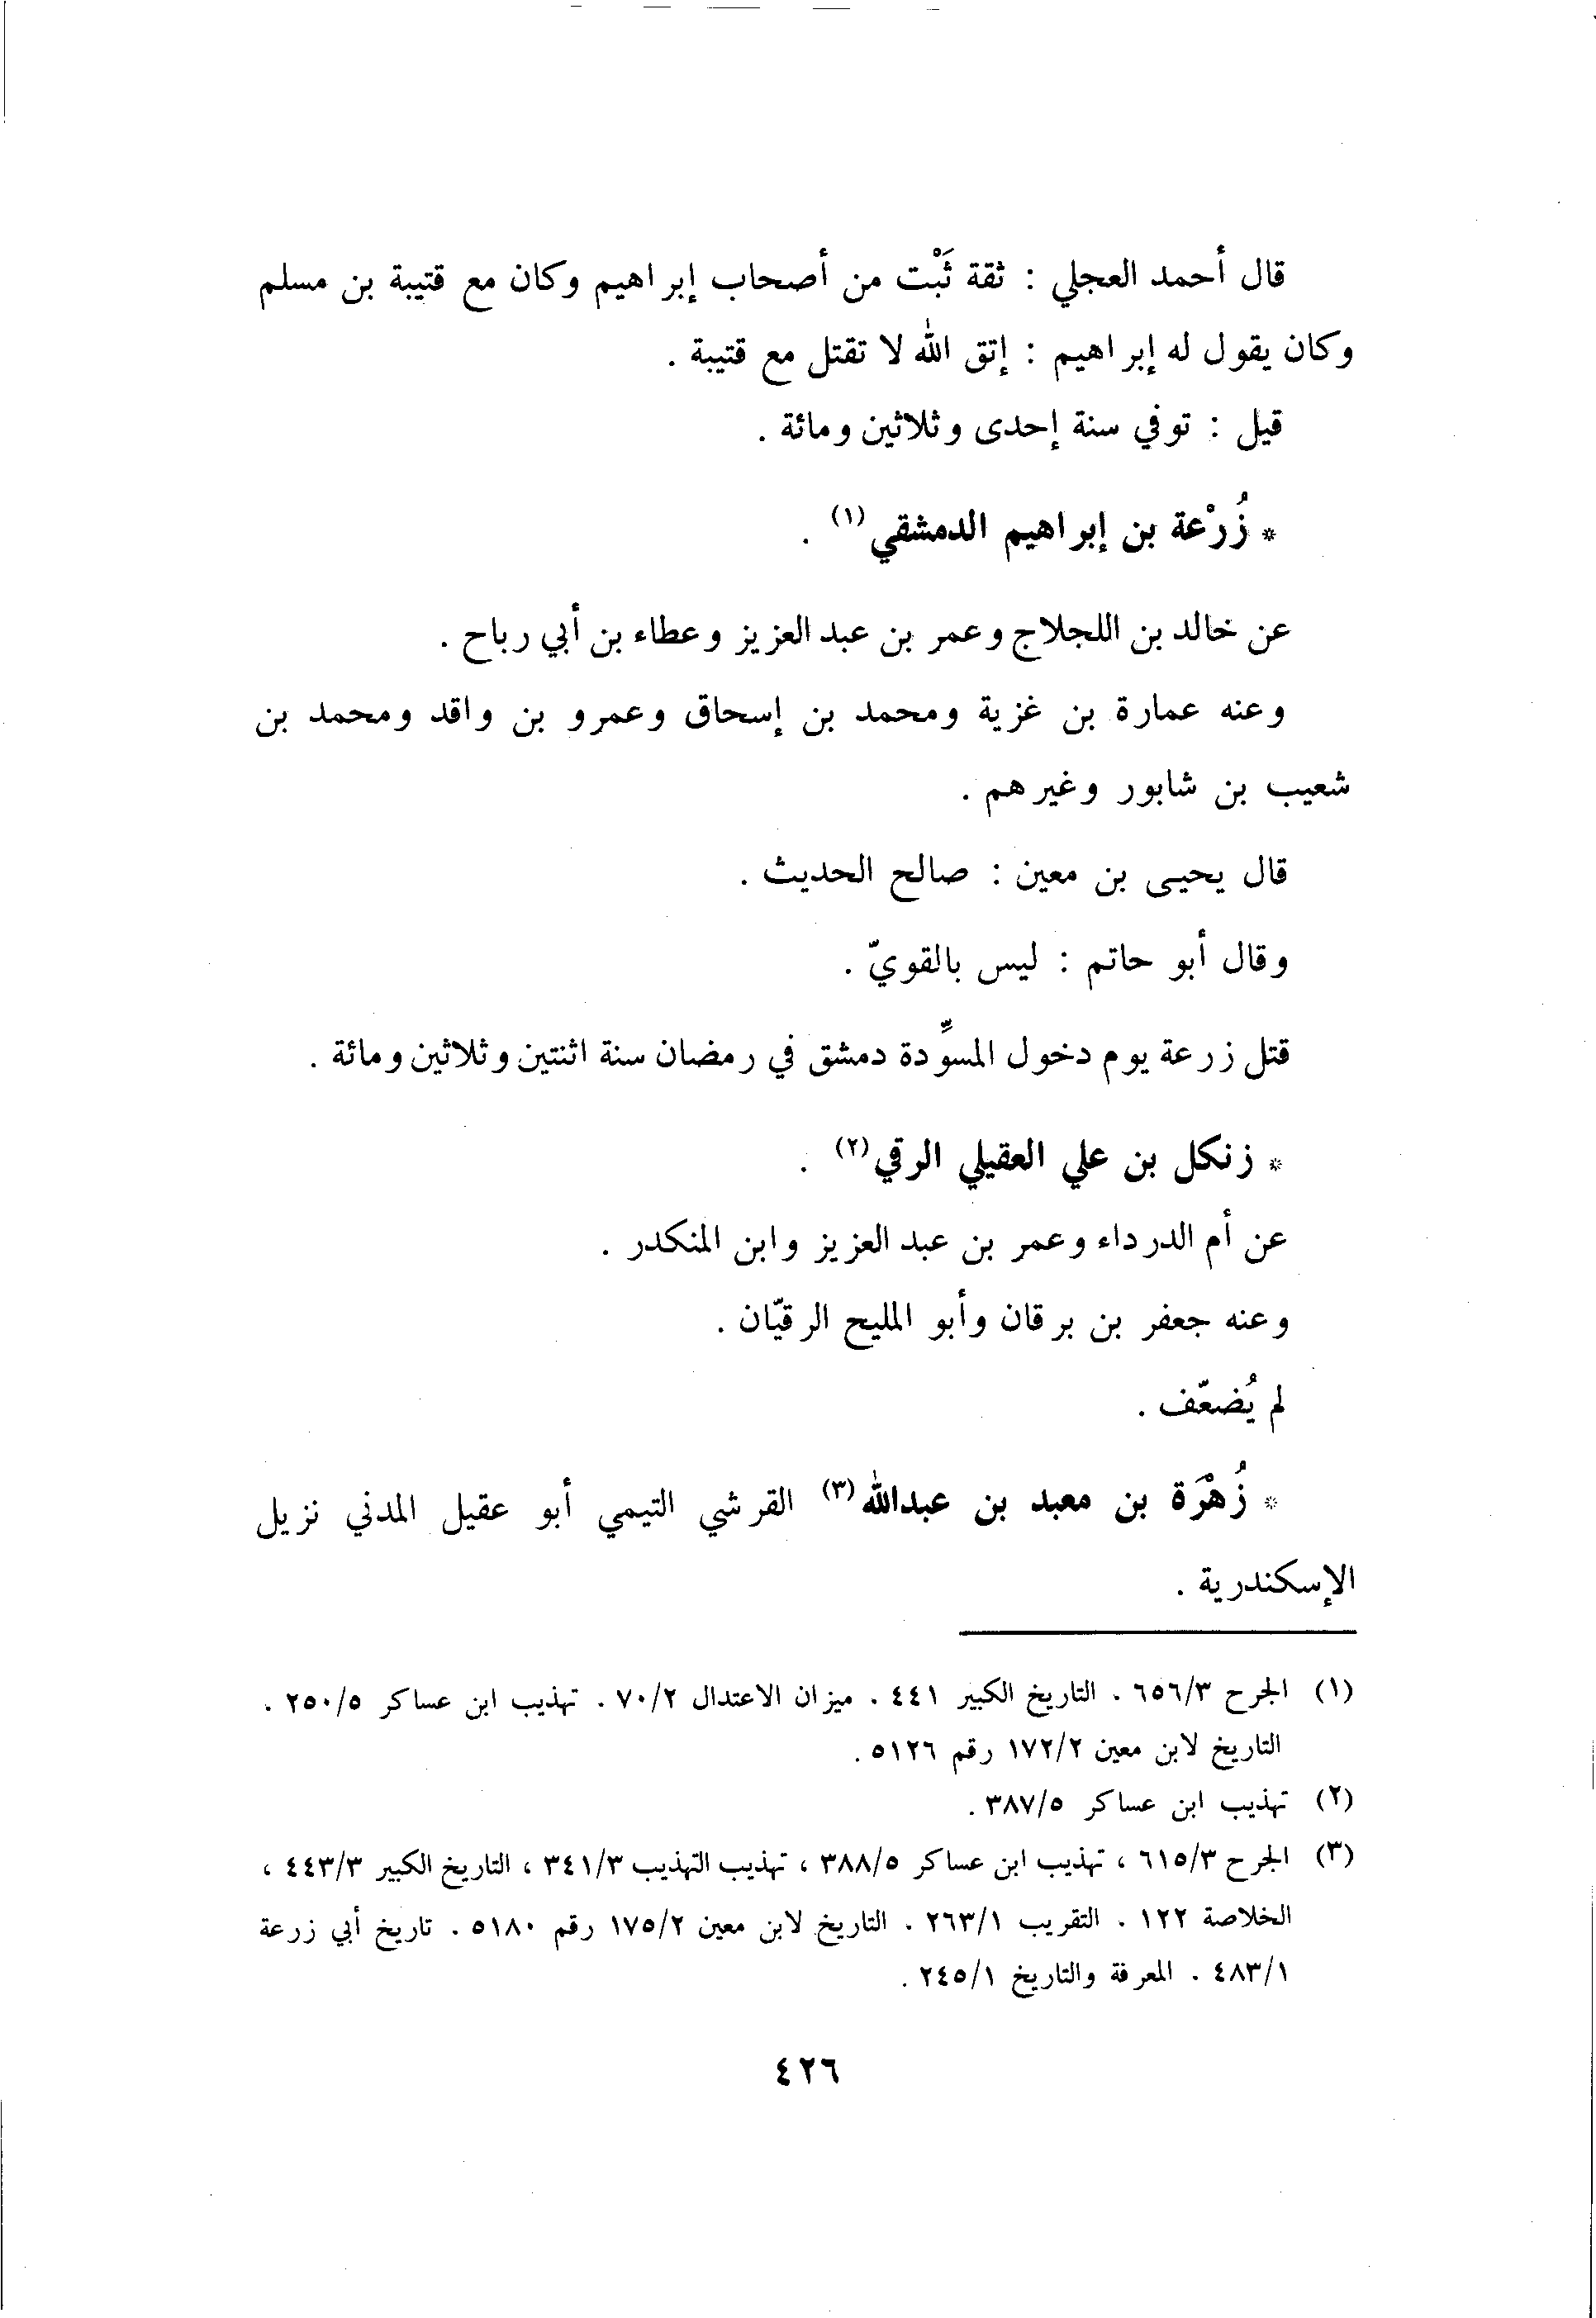 قال أحمد العجلي : ثقة ثَبْت من أصحاب إبراهيم وكان مع قتيبة بن مسلم
وكان يقول له إبراهيم : إتق الله لا تقتل مع قتيبة .
قيل : توفي سنة إحدى وثلاثين ومائة .
* زُرْعة بن إبراهيم الدمشقي (١) .
عن خالد بن اللجلاج وعمر بن عبد العزيز وعطاء بن أبي رباح .
وعنه عمارة بن غزية ومحمد بن إسحاق وعمرو بن واقد ومحمد بن
شعيب بن شابور وغيرهم .
قال يحيى بن معين : صالح الحديث .
وقال أبو حاتم : ليس بالقويّ .
قتل زرعة يوم دخول المسوِّدة دمشق في رمضان سنة اثنتين وثلاثين ومائة .
* زنكل بن علي العقيلي الرقي (٢) .
عن أم الدرداء وعمر بن عبد العزيز وابن المنكدر .
وعنه جعفر بن برقان وأبو المليح الرقيّان .
لم يُضعّف .
* زُهْرَة بن معبد بن عبدالله (٣) القرشي التيمي أبو عقيل المدني نزيل
الإسكندرية .
(١) الجرح ٦٥٦/٣ . التاريخ الكبير ٤٤١ . ميزان الاعتدال ٧٠/٢ . تهذيب ابن عساكر ٢٥٠/٥ .
التاريخ لابن معين ١٧٢/٢ رقم ٥١٢٦ .
(٢) تهذيب ابن عساكر ٣٨٧/٥ .
(٣) الجرح ٦١٥/٣ ، تهذيب ابن عساكر ٣٨٨/٥ ، تهذيب التهذيب ٣٤١/٣ ، التاريخ الكبير ٤٤٣/٣ ،
الخلاصة ١٢٢ . التقريب ٢٦٣/١ . التاريخ لابن معين ١٧٥/٢ رقم ٥١٨٠ . تاريخ أبي زرعة
٤٨٣/١ . المعرفة والتاريخ ٢٤٥/١ .
٤٢٦